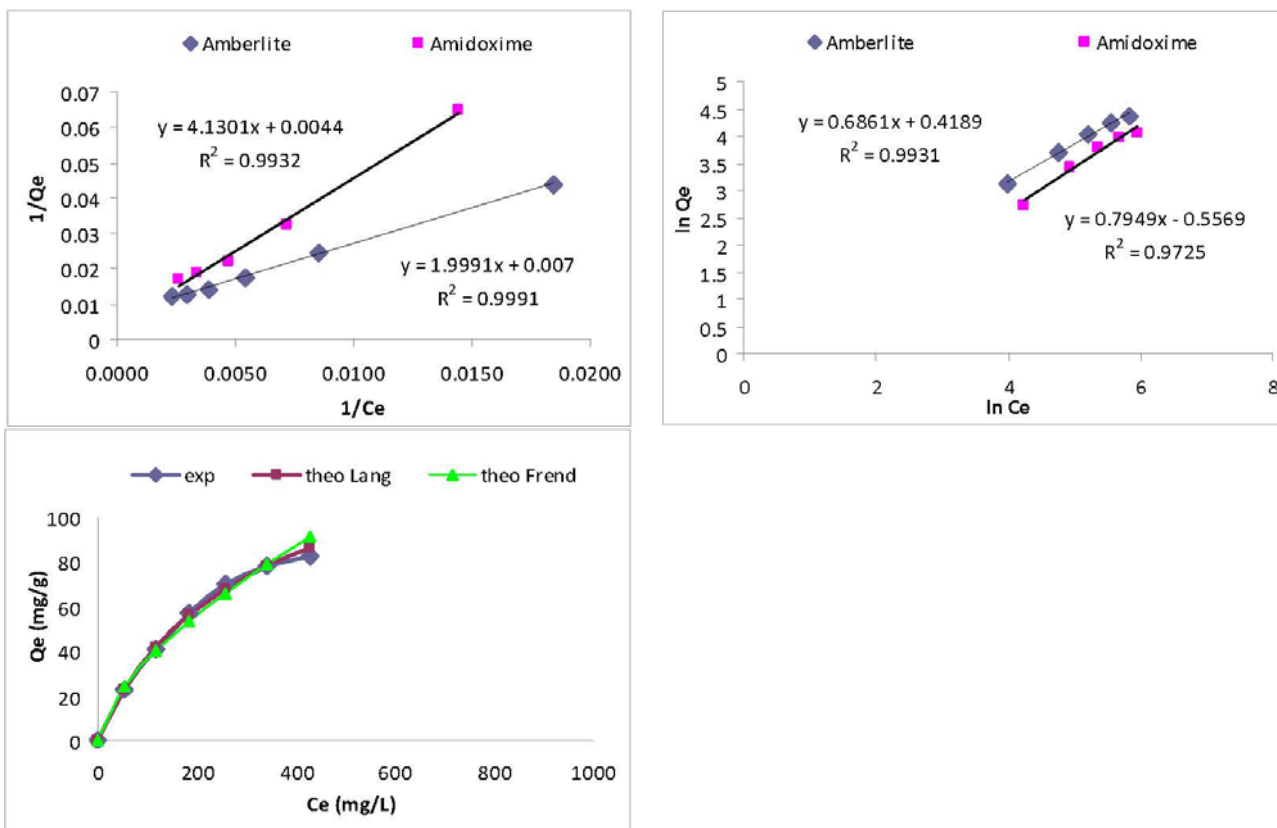 Amberlite Amidoxime
0.07
0.06
0.05
0.04
0.03
0.02
0.01
0
1/Qe
y = 4.1301x + 0.0044
R² = 0.9932
y = 1.9991x + 0.007
R² = 0.9991
0.0000 0.0050 0.0100 0.0150 0.0200
1/Ce
Amberlite Amidoxime
5
4.5
4
3.5
3
2.5
2
1.5
1
0.5
0
ln Qe
y = 0.6861x + 0.4189
R² = 0.9931
y = 0.7949x - 0.5569
R² = 0.9725
0 2 4 6 8
ln Ce
exp theo Lang theo Frend
100
80
60
40
20
0
Qe (mg/g)
0 200 400 600 800 1000
Ce (mg/L)